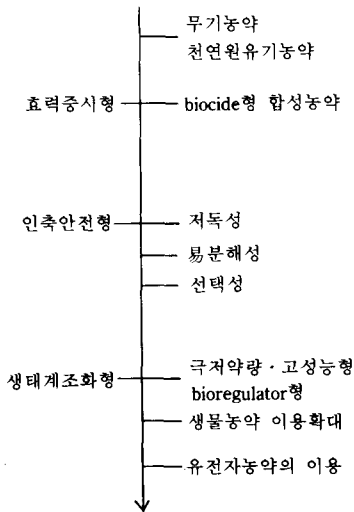 무기농약
천연원유기농약
효력중시형 biocide형 합성농약
인축안전형 저독성
易분해성
선택성
극저약량·고성능형
생태계조화형 bioregulator형
생물농약 이용확대
유전자농약의 이용